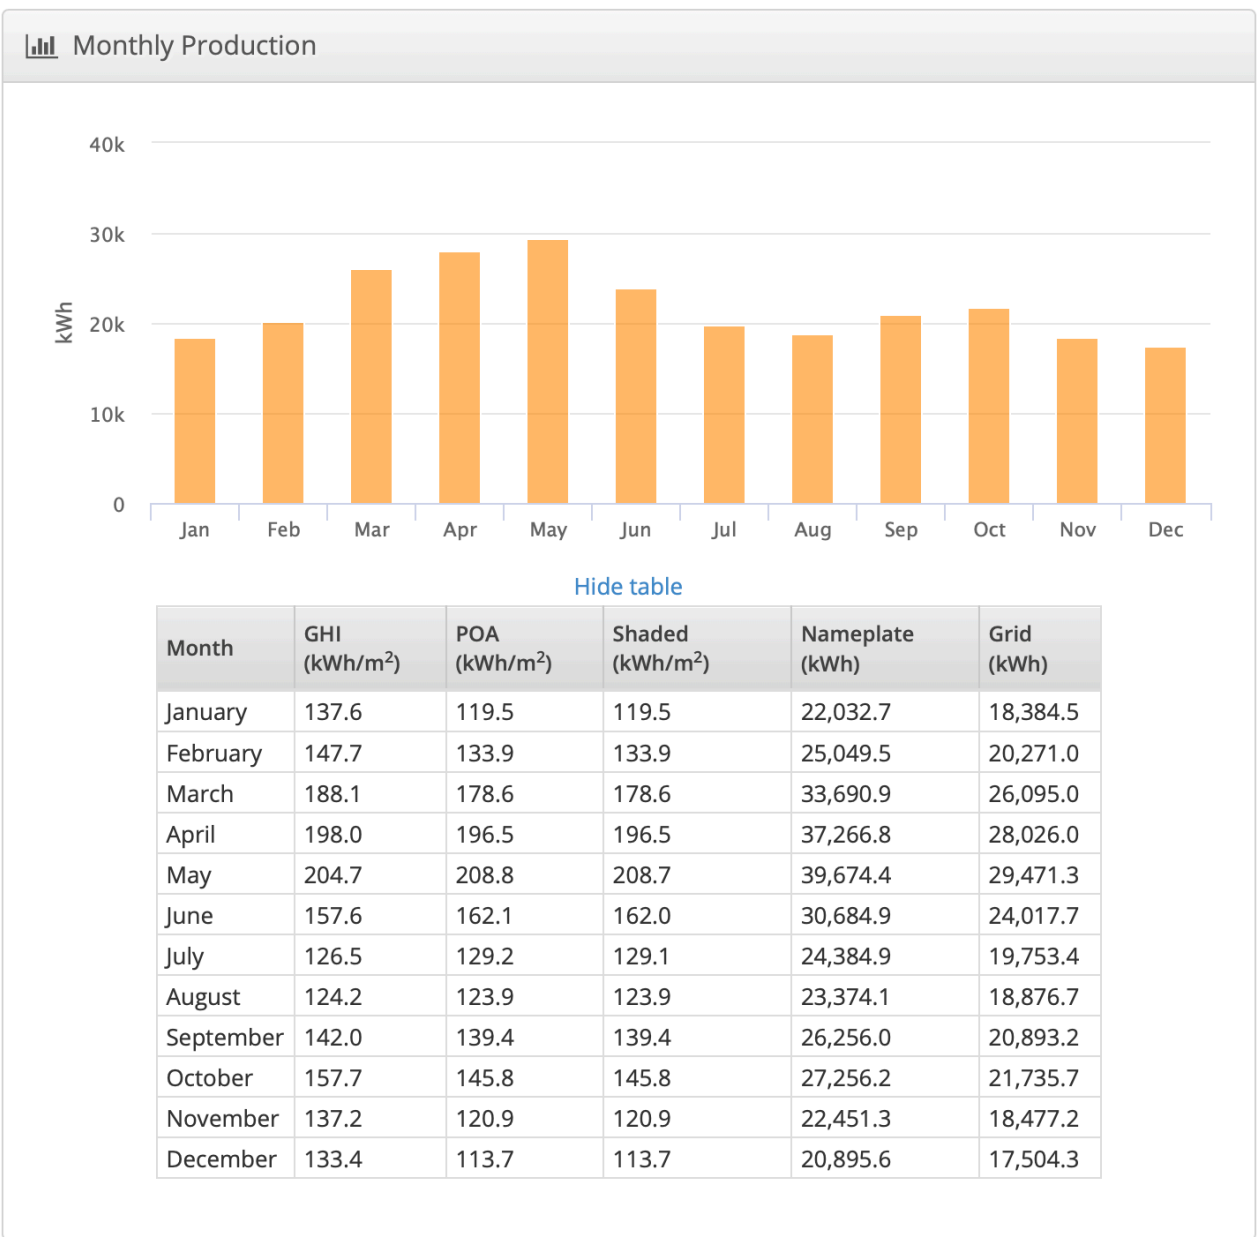 Monthly Production
40k
30k
20k
10k
0
kWh
Jan Feb Mar Apr May Jun Jul Aug Sep Oct Nov Dec
Hide table
Month GHI (kWh/m²) POA (kWh/m²) Shaded (kWh/m²) Nameplate (kWh) Grid (kWh)
January 137.6 119.5 119.5 22,032.7 18,384.5
February 147.7 133.9 133.9 25,049.5 20,271.0
March 188.1 178.6 178.6 33,690.9 26,095.0
April 198.0 196.5 196.5 37,266.8 28,026.0
May 204.7 208.8 208.7 39,674.4 29,471.3
June 157.6 162.1 162.0 30,684.9 24,017.7
July 126.5 129.2 129.1 24,384.9 19,753.4
August 124.2 123.9 123.9 23,374.1 18,876.7
September 142.0 139.4 139.4 26,256.0 20,893.2
October 157.7 145.8 145.8 27,256.2 21,735.7
November 137.2 120.9 120.9 22,451.3 18,477.2
December 133.4 113.7 113.7 20,895.6 17,504.3